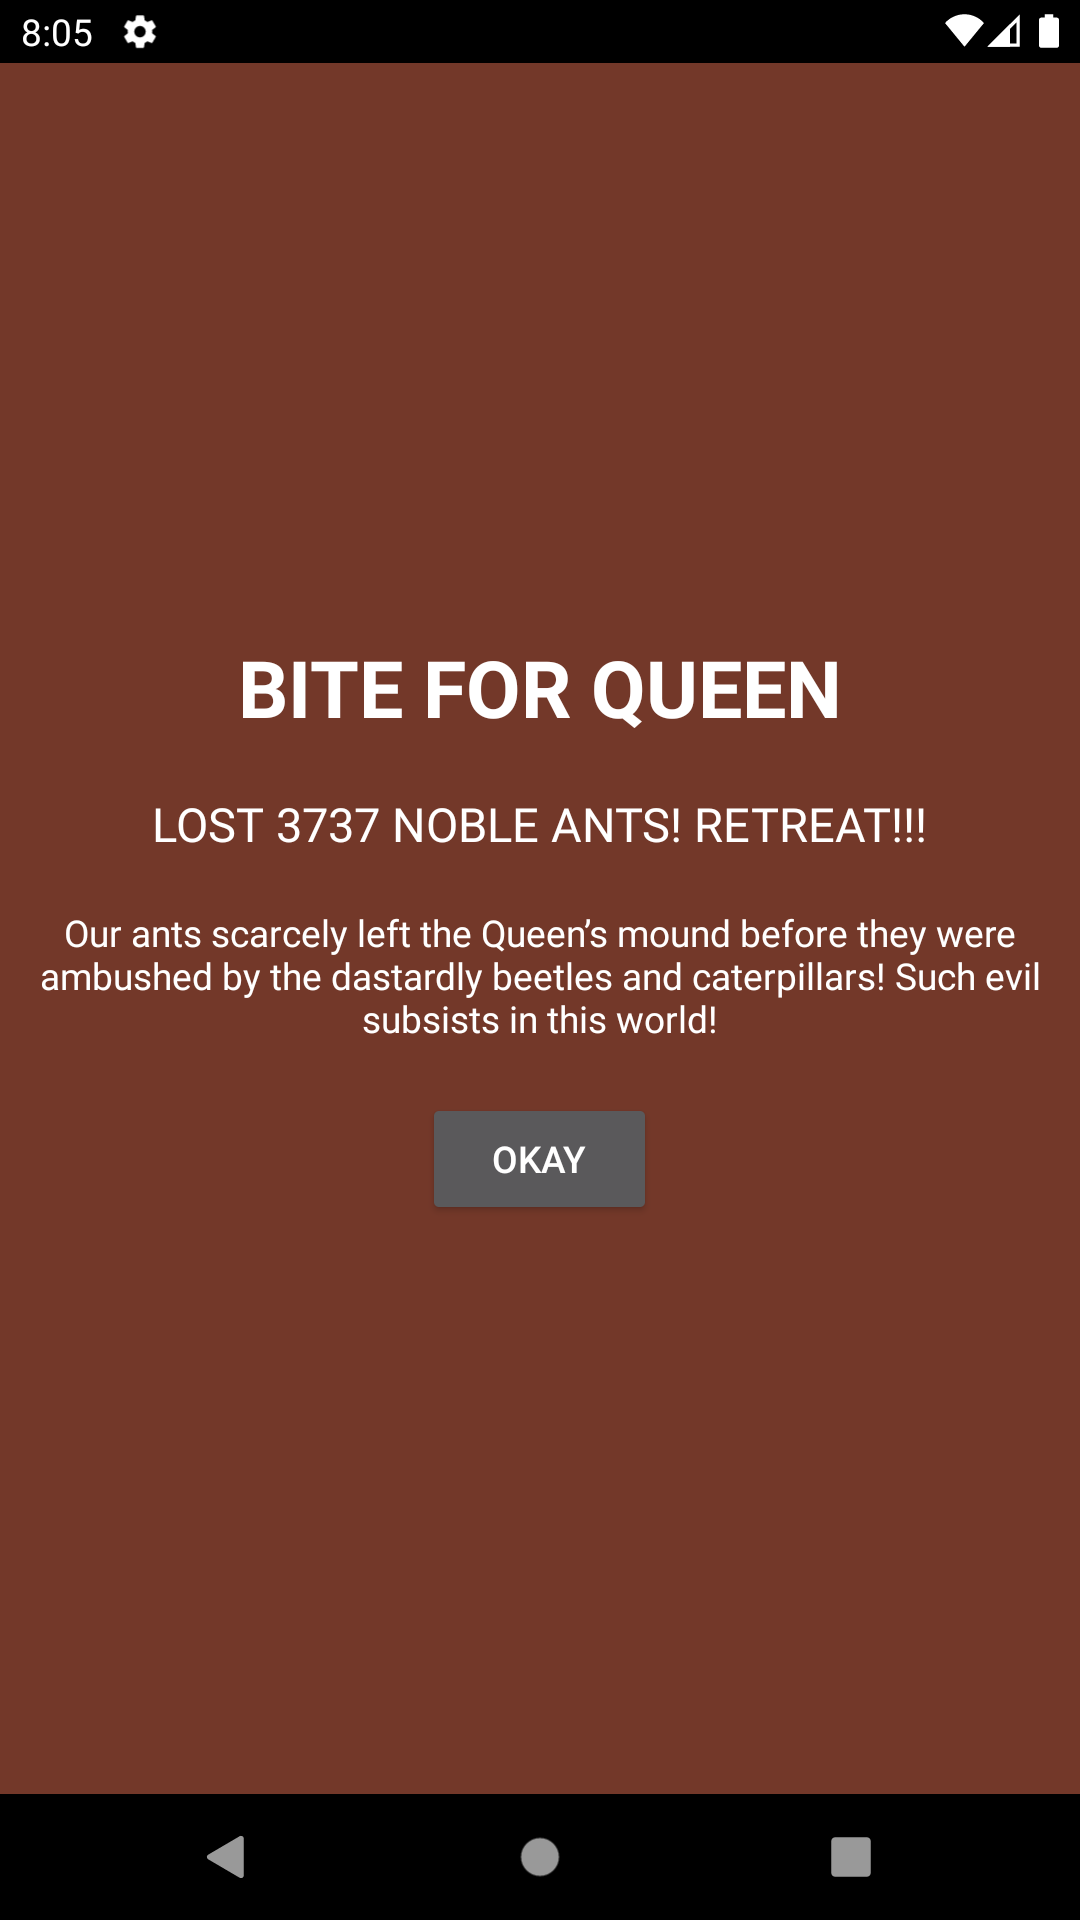 8:05
BITE FOR QUEEN
LOST 3737 NOBLE ANTS! RETREAT!!!
Our ants scarcely left the Queen’s mound before they were
ambushed by the dastardly beetles and caterpillars! Such evil
subsists in this world!
OKAY